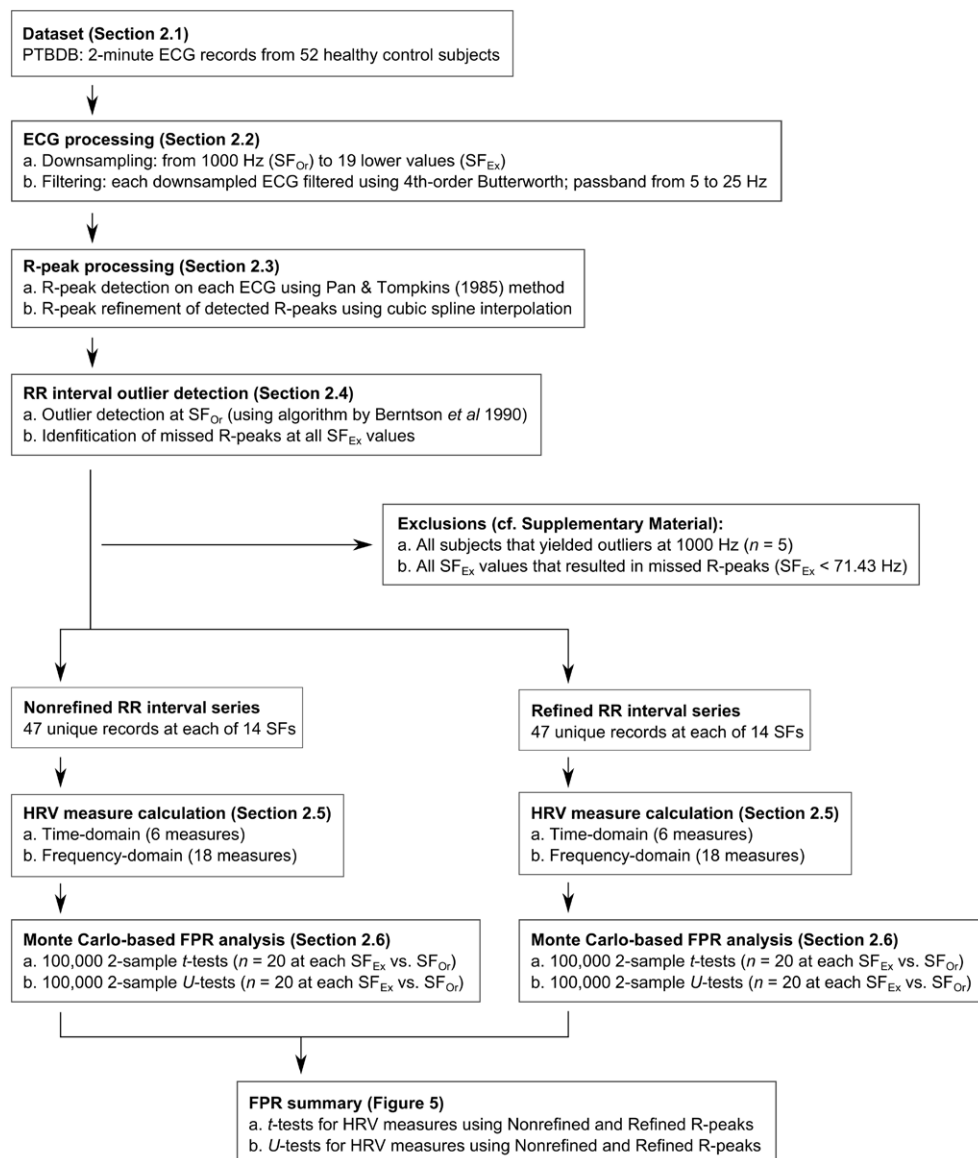 Dataset (Section 2.1)
PTBDB: 2-minute ECG records from 52 healthy control subjects
ECG processing (Section 2.2)
a. Downsampling: from 1000 Hz (SFOr) to 19 lower values (SFEx)
b. Filtering: each downsampled ECG filtered using 4th-order Butterworth; passband from 5 to 25 Hz
R-peak processing (Section 2.3)
a. R-peak detection on each ECG using Pan & Tompkins (1985) method
b. R-peak refinement of detected R-peaks using cubic spline interpolation
RR interval outlier detection (Section 2.4)
a. Outlier detection at SFOr (using algorithm by Berntson et al 1990)
b. Idenfitication of missed R-peaks at all SFEx values
Exclusions (cf. Supplementary Material):
a. All subjects that yielded outliers at 1000 Hz (n = 5)
b. All SFEx values that resulted in missed R-peaks (SFEx < 71.43 Hz)
Nonrefined RR interval series
47 unique records at each of 14 SFs
HRV measure calculation (Section 2.5)
a. Time-domain (6 measures)
b. Frequency-domain (18 measures)
Monte Carlo-based FPR analysis (Section 2.6)
a. 100,000 2-sample t-tests (n = 20 at each SFEx vs. SFOr)
b. 100,000 2-sample U-tests (n = 20 at each SFEx vs. SFOr)
Refined RR interval series
47 unique records at each of 14 SFs
HRV measure calculation (Section 2.5)
a. Time-domain (6 measures)
b. Frequency-domain (18 measures)
Monte Carlo-based FPR analysis (Section 2.6)
a. 100,000 2-sample t-tests (n = 20 at each SFEx vs. SFOr)
b. 100,000 2-sample U-tests (n = 20 at each SFEx vs. SFOr)
FPR summary (Figure 5)
a. t-tests for HRV measures using Nonrefined and Refined R-peaks
b. U-tests for HRV measures using Nonrefined and Refined R-peaks